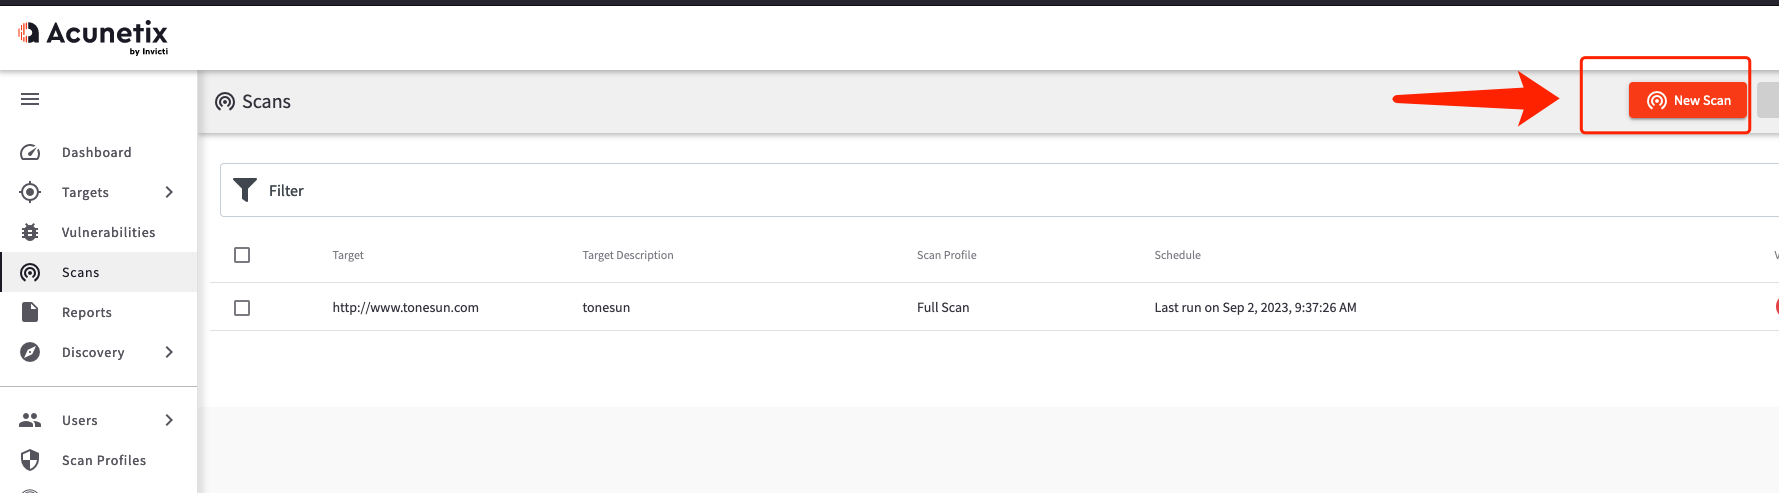 Acunetix
by Invicti
Scans
New Scan
Dashboard
Targets
Vulnerabilities
Scans
Reports
Discovery
Users
Scan Profiles
Filter
Target Target Description Scan Profile Schedule
http://www.tonesun.com tonesun Full Scan Last run on Sep 2, 2023, 9:37:26 AM